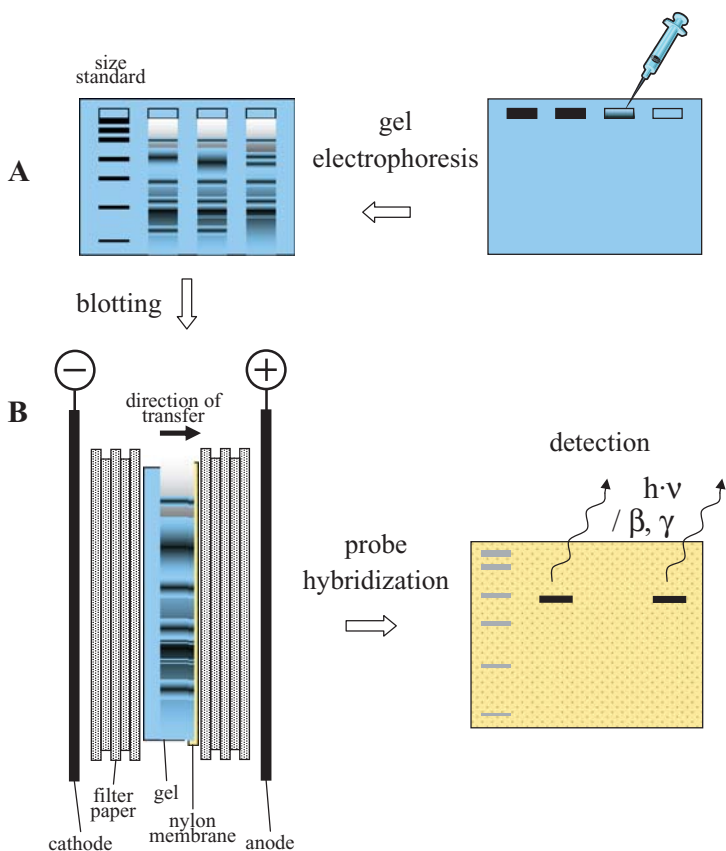 size
standard
gel
electrophoresis
A
blotting
−
+
B
direction of
transfer
detection
h·ν
/ β, γ
probe
hybridization
filter
paper
gel
nylon
membrane
cathode
anode